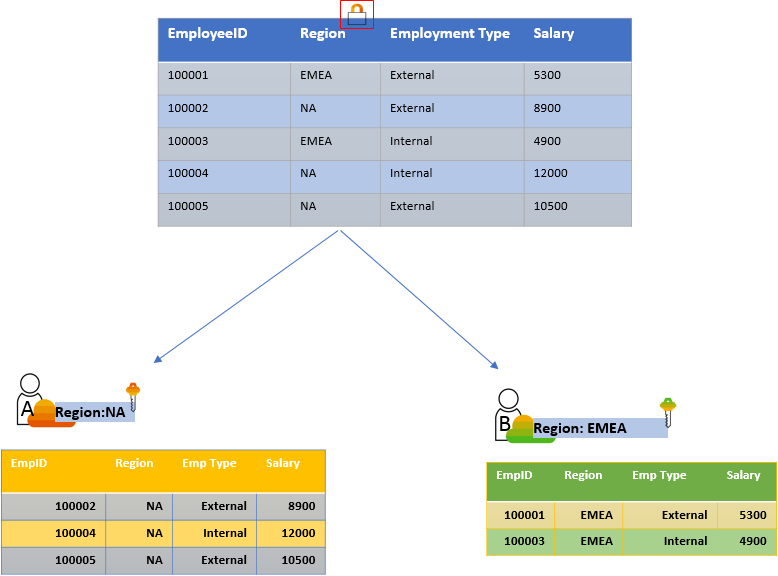 EmployeeID Region Employment Type Salary
100001 EMEA External 5300
100002 NA External 8900
100003 EMEA Internal 4900
100004 NA Internal 12000
100005 NA External 10500
A Region:NA
B Region: EMEA
EmpID Region Emp Type Salary
100002 NA External 8900
100004 NA Internal 12000
100005 NA External 10500
EmpID Region Emp Type Salary
100001 EMEA External 5300
100003 EMEA Internal 4900